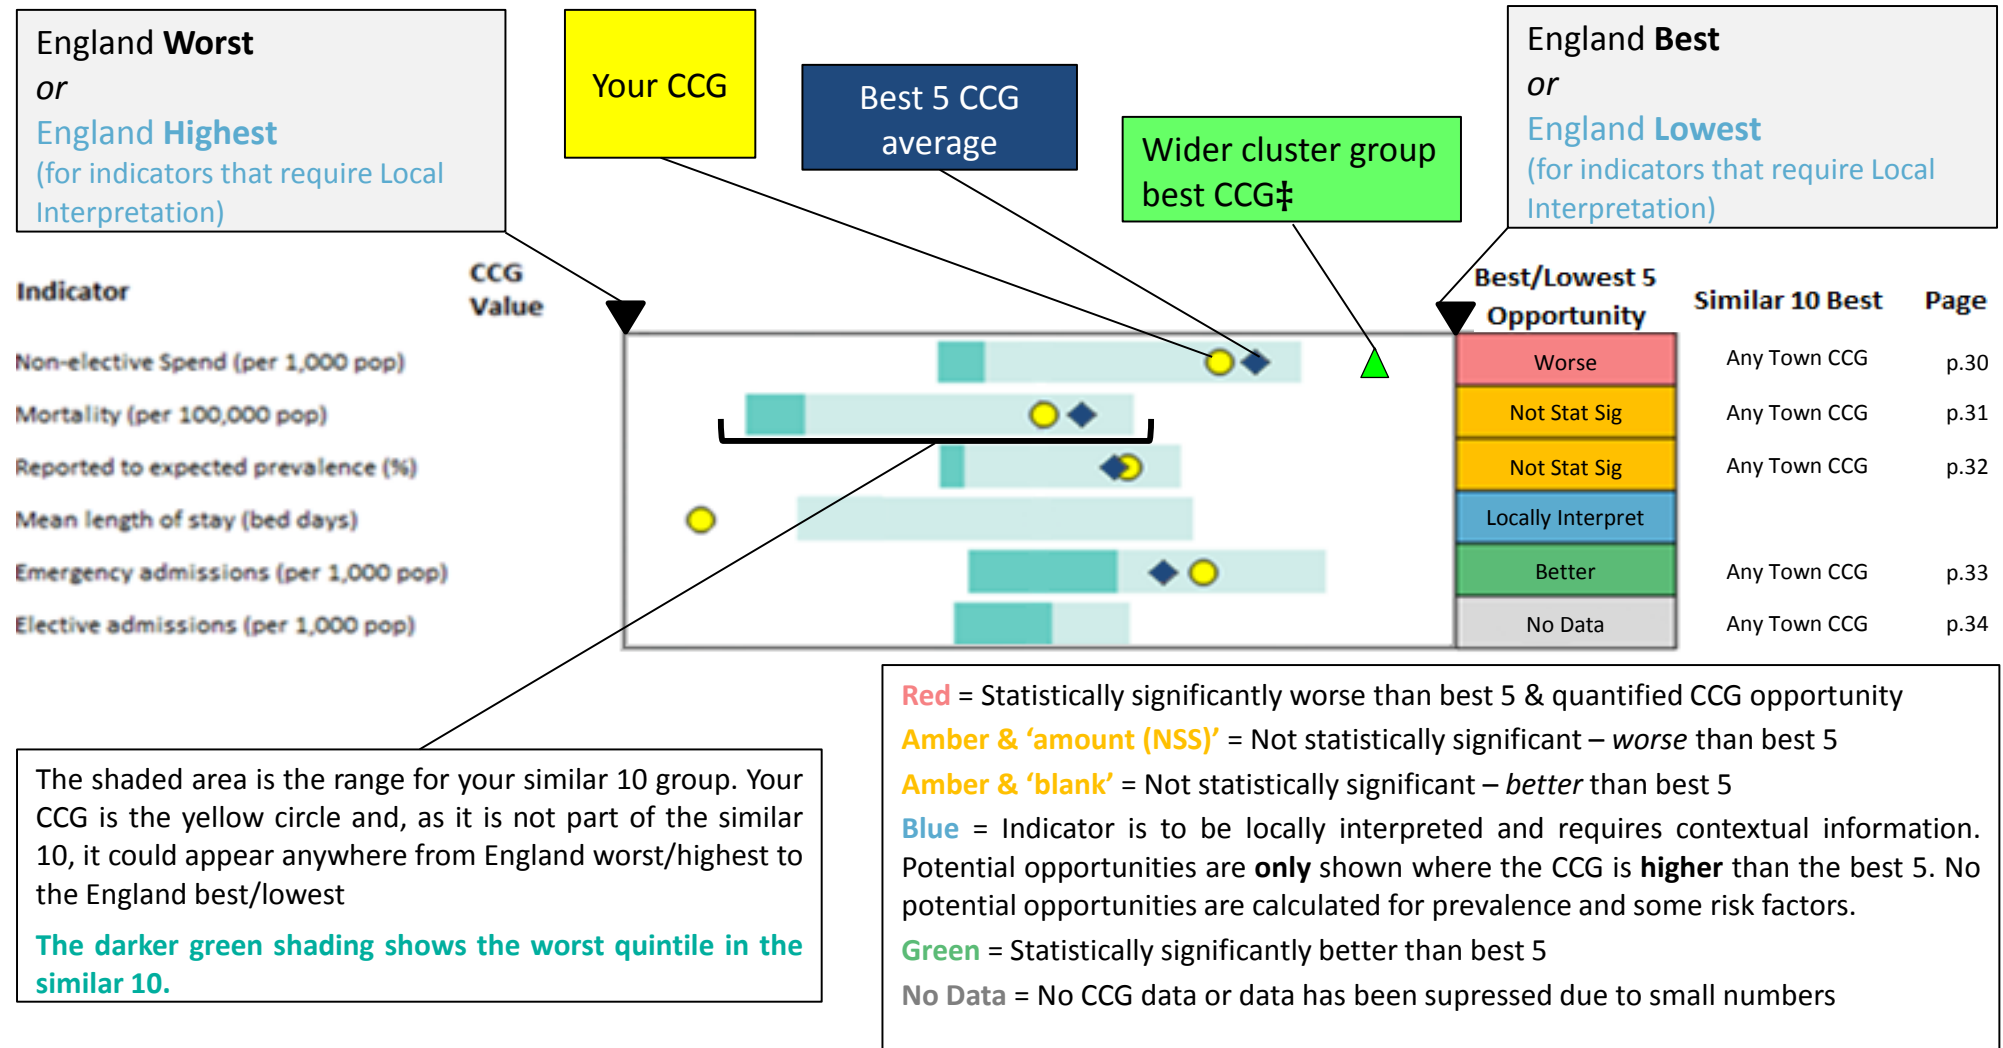 England Worst
or
England Highest
(for indicators that require Local
Interpretation)
Your CCG
Best 5 CCG
average
Wider cluster group
best CCG‡
England Best
or
England Lowest
(for indicators that require Local
Interpretation)
Indicator
CCG
Value
Best/Lowest 5
Opportunity
Similar 10 Best
Page
Non-elective Spend (per 1,000 pop)
Worse
Any Town CCG
p.30
Mortality (per 100,000 pop)
Not Stat Sig
Any Town CCG
p.31
Reported to expected prevalence (%)
Not Stat Sig
Any Town CCG
p.32
Mean length of stay (bed days)
Locally Interpret
Emergency admissions (per 1,000 pop)
Better
Any Town CCG
p.33
Elective admissions (per 1,000 pop)
No Data
Any Town CCG
p.34
The shaded area is the range for your similar 10 group. Your
CCG is the yellow circle and, as it is not part of the similar
10, it could appear anywhere from England worst/highest to
the England best/lowest
The darker green shading shows the worst quintile in the
similar 10.
Red = Statistically significantly worse than best 5 & quantified CCG opportunity
Amber & ‘amount (NSS)’ = Not statistically significant – worse than best 5
Amber & ‘blank’ = Not statistically significant – better than best 5
Blue = Indicator is to be locally interpreted and requires contextual information.
Potential opportunities are only shown where the CCG is higher than the best 5. No
potential opportunities are calculated for prevalence and some risk factors.
Green = Statistically significantly better than best 5
No Data = No CCG data or data has been supressed due to small numbers